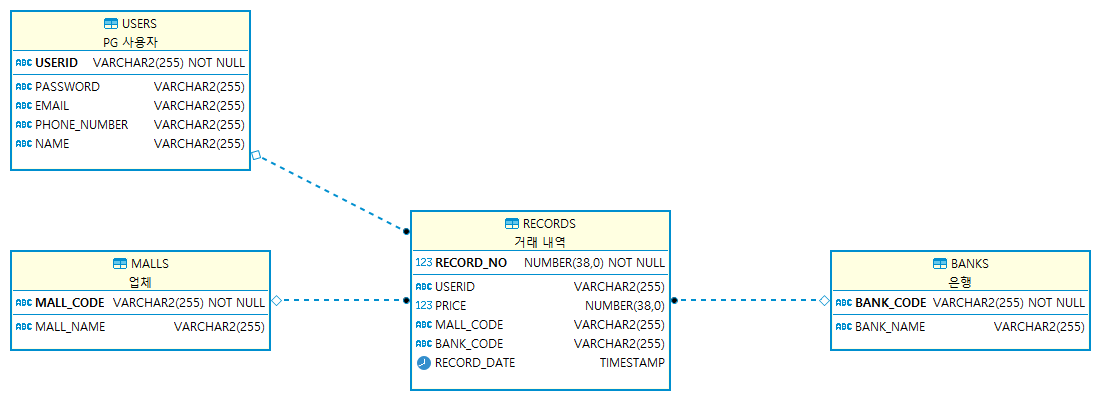 USERS
PG 사용자
ABC USERID VARCHAR2(255) NOT NULL
ABC PASSWORD VARCHAR2(255)
ABC EMAIL VARCHAR2(255)
ABC PHONE_NUMBER VARCHAR2(255)
ABC NAME VARCHAR2(255)
MALLS
업체
ABC MALL_CODE VARCHAR2(255) NOT NULL
ABC MALL_NAME VARCHAR2(255)
RECORDS
거래 내역
123 RECORD_NO NUMBER(38,0) NOT NULL
ABC USERID VARCHAR2(255)
123 PRICE NUMBER(38,0)
ABC MALL_CODE VARCHAR2(255)
ABC BANK_CODE VARCHAR2(255)
RECORD_DATE TIMESTAMP
BANKS
은행
ABC BANK_CODE VARCHAR2(255) NOT NULL
ABC BANK_NAME VARCHAR2(255)